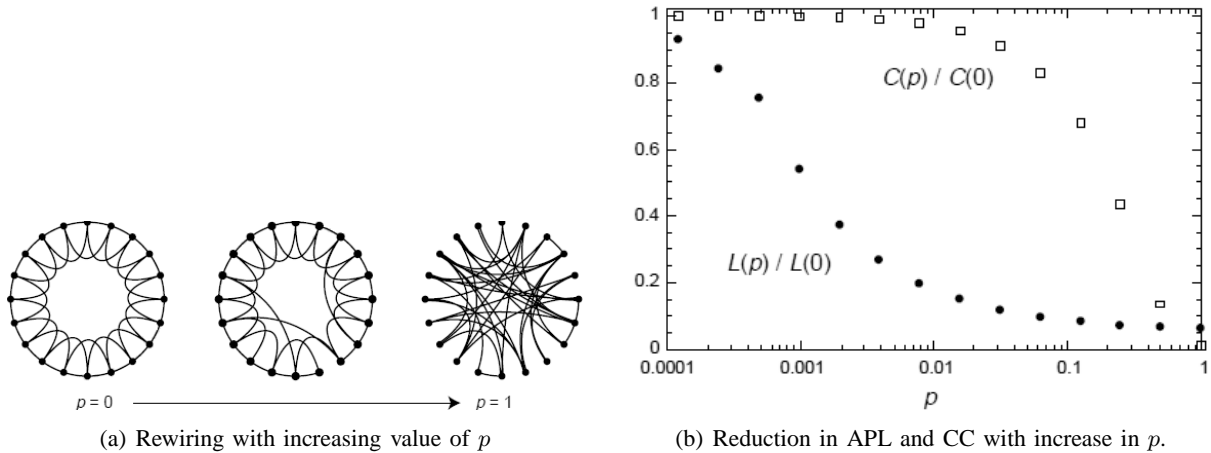 p = 0
p = 1
(a) Rewiring with increasing value of p
1
0.8
0.6
0.4
0.2
0
C(p) / C(0)
L(p) / L(0)
0.0001
0.001
0.01
0.1
1
p
(b) Reduction in APL and CC with increase in p.